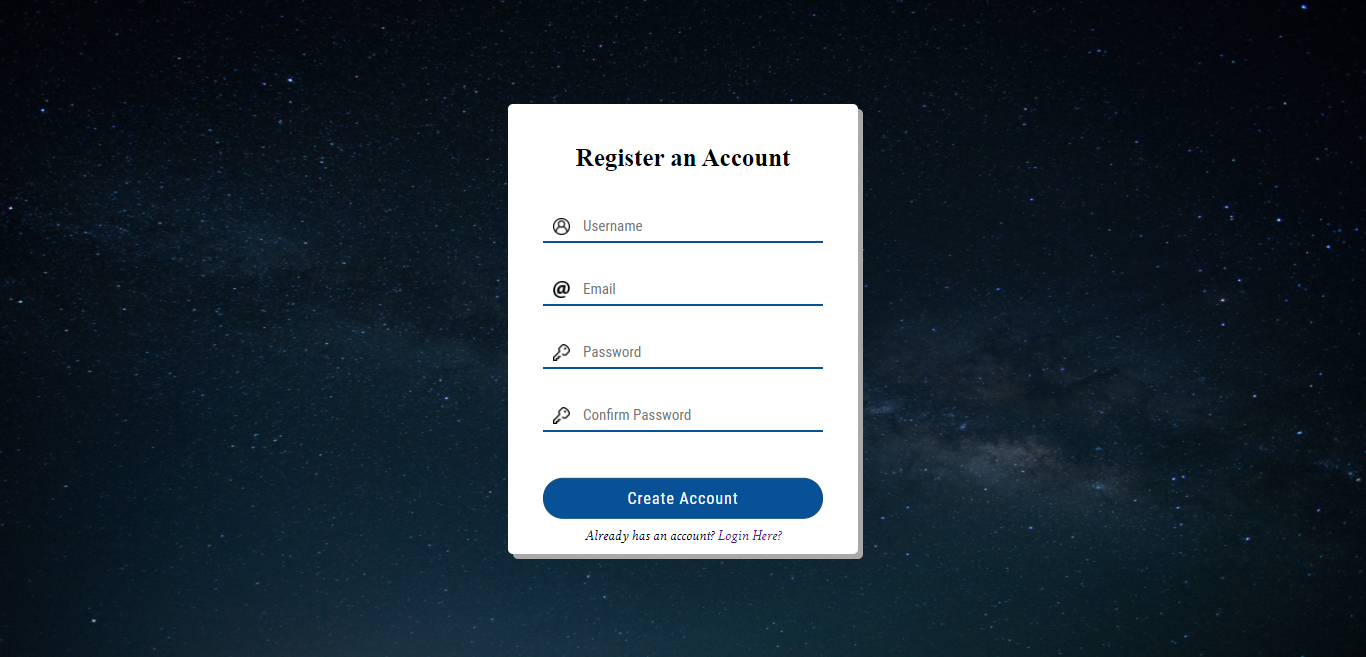 Register an Account
Username
@ Email
Password
Confirm Password
Create Account
Already has an account? Login Here?